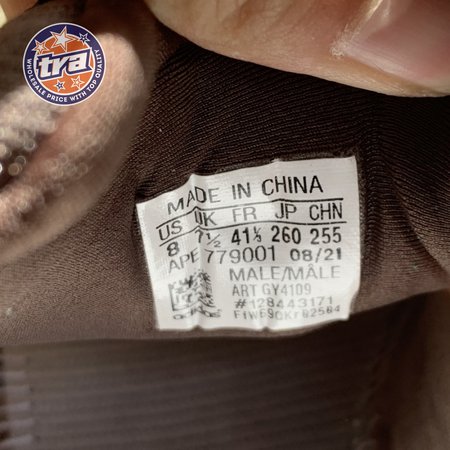 tra
WHOLESALE PRICE WITH TOP QUALITY
MADE IN CHINA
US UK FR JP CHN
8 7½ 41⅓ 260 255
APE 779001 08/21
MALE/MÂLE
ART GY4109
#128443171